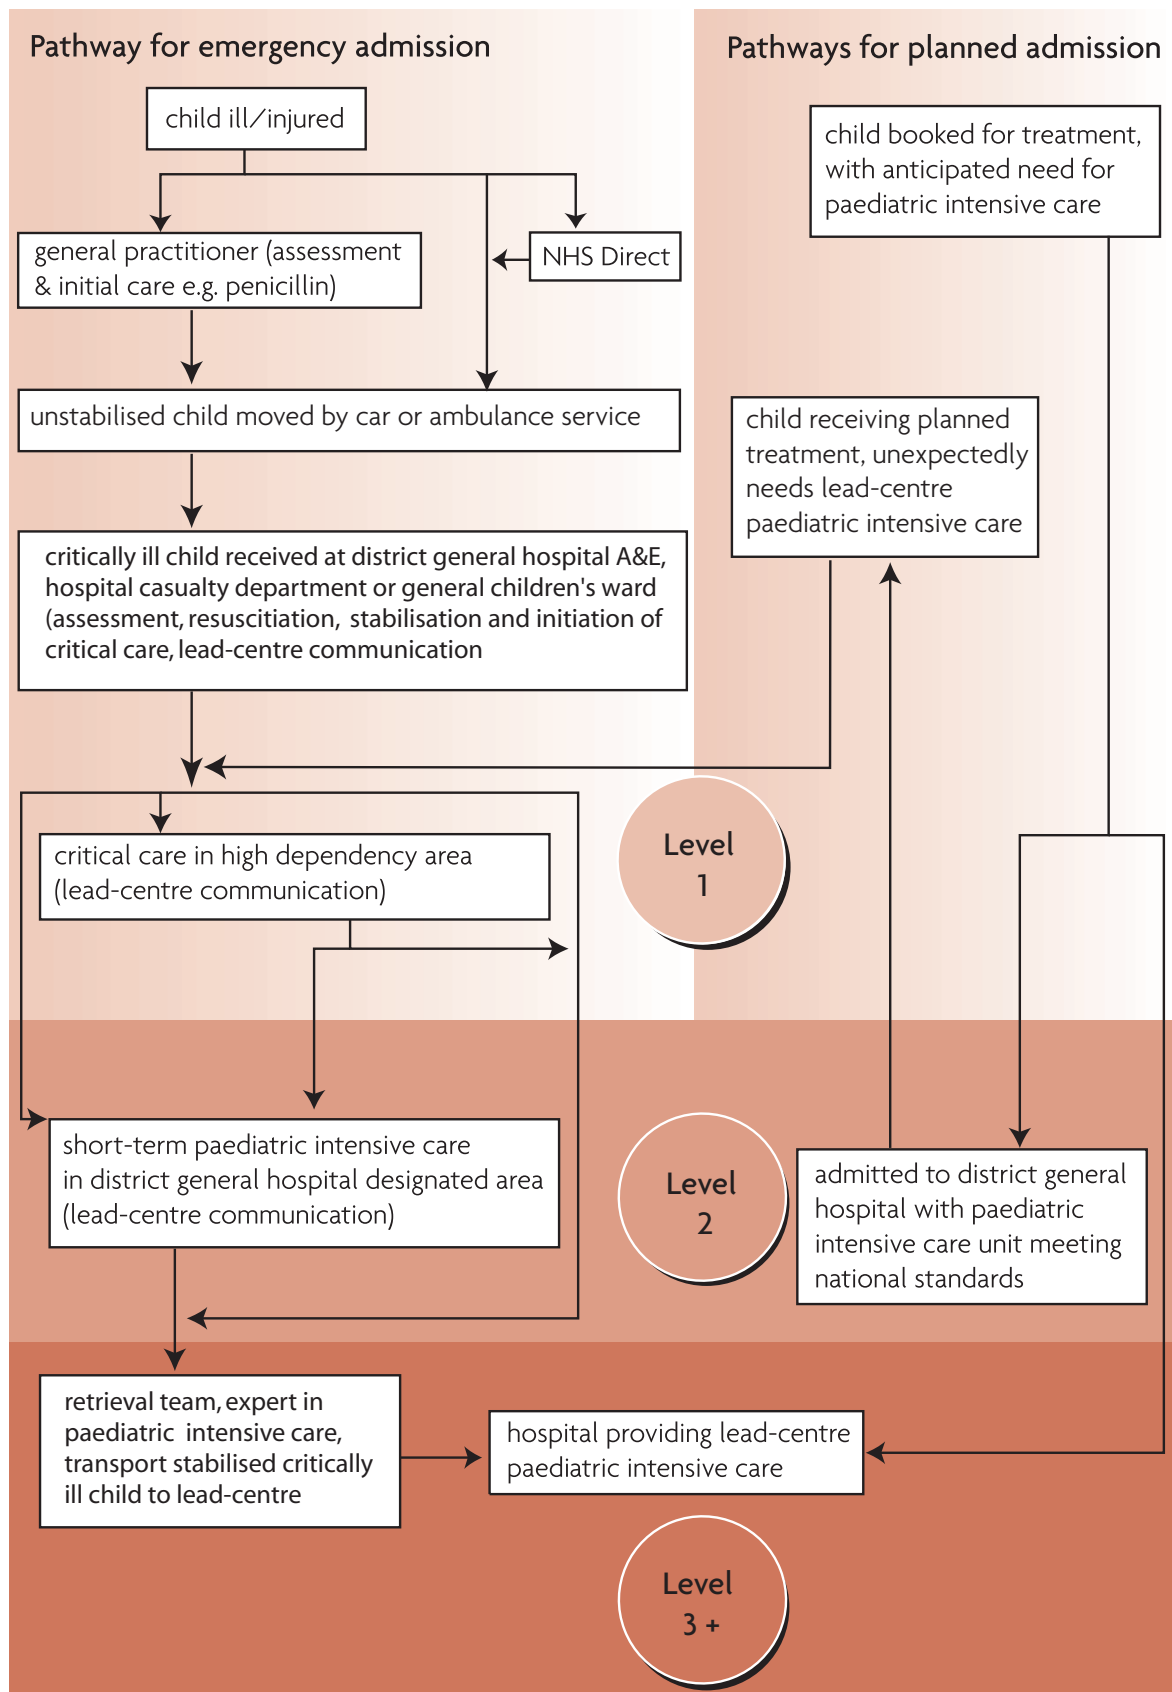 Pathway for emergency admission
child ill/injured
general practitioner (assessment
& initial care e.g. penicillin)
NHS Direct
unstabilised child moved by car or ambulance service
critically ill child received at district general hospital A&E,
hospital casualty department or general children's ward
(assessment, resuscitiation, stabilisation and initiation of
critical care, lead-centre communication
critical care in high dependency area
(lead-centre communication)
short-term paediatric intensive care
in district general hospital designated area
(lead-centre communication)
retrieval team, expert in
paediatric intensive care,
transport stabilised critically
ill child to lead-centre
hospital providing lead-centre
paediatric intensive care
Pathways for planned admission
child booked for treatment,
with anticipated need for
paediatric intensive care
child receiving planned
treatment, unexpectedly
needs lead-centre
paediatric intensive care
admitted to district general
hospital with paediatric
intensive care unit meeting
national standards
Level
1
Level
2
Level
3 +